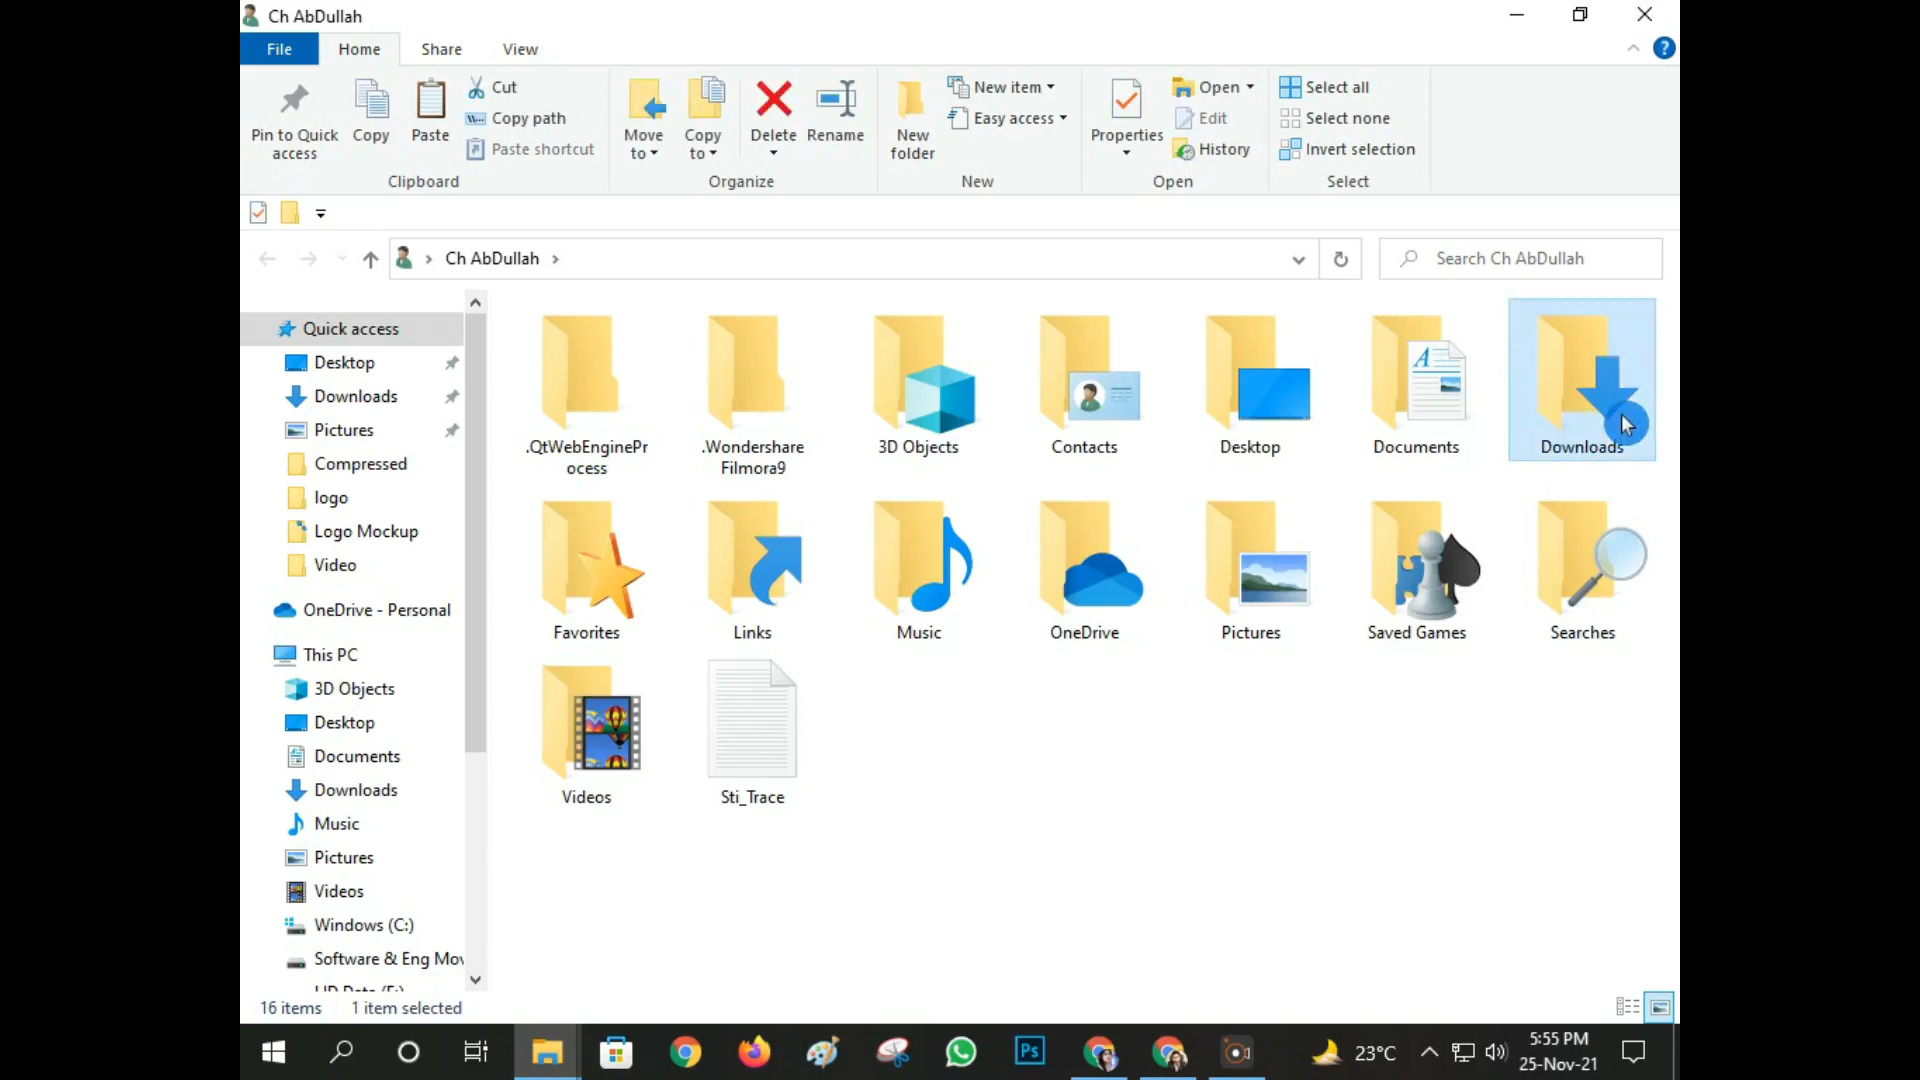 Ch AbDullah
File Home Share View
Pin to Quick access
Copy
Paste
Cut
Copy path
Paste shortcut
Clipboard
Move to
Copy to
Delete
Rename
Organize
New folder
New item
Easy access
New
Properties
Open
Edit
History
Open
Select all
Select none
Invert selection
Select
Ch AbDullah
Search Ch AbDullah
Quick access
Desktop
Downloads
Pictures
Compressed
logo
Logo Mockup
Video
OneDrive - Personal
This PC
3D Objects
Desktop
Documents
Downloads
Music
Pictures
Videos
Windows (C:)
Software & Eng Mov
.QtWebEnginePr
ocess
.Wondershare
Filmora9
3D Objects
Contacts
Desktop
Documents
Downloads
Favorites
Links
Music
OneDrive
Pictures
Saved Games
Searches
Videos
Sti_Trace
16 items 1 item selected
Ps
23°C
5:55 PM
25-Nov-21